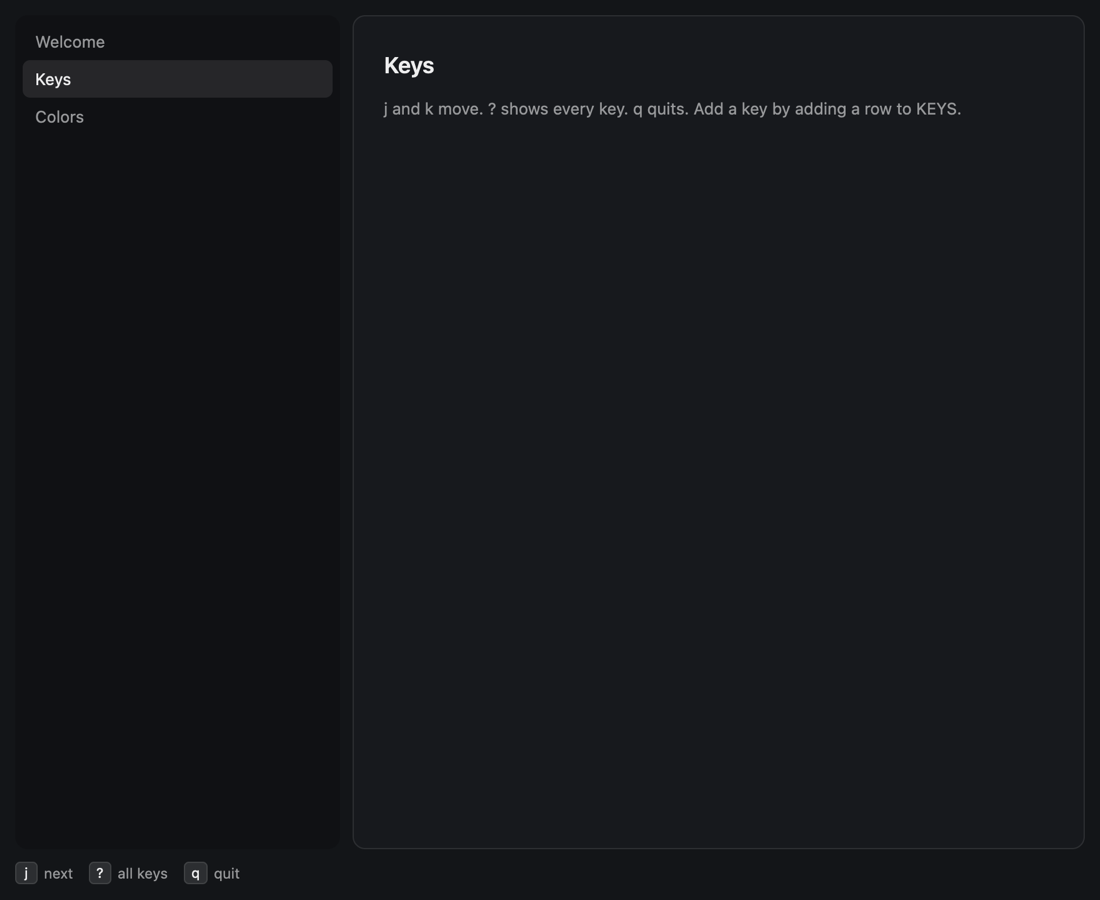 Welcome
Keys
Colors
Keys
j and k move. ? shows every key. q quits. Add a key by adding a row to KEYS.
j next ? all keys q quit